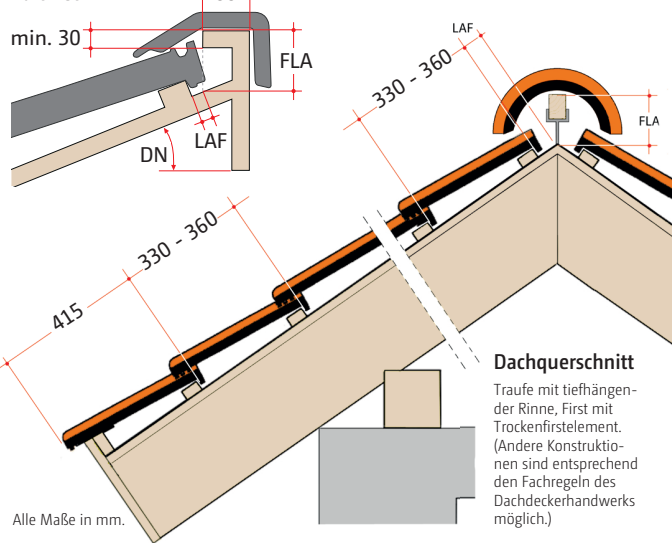 min. 30
FLA
LAF
DN
LAF
330 - 360
FLA
330 - 360
415
Dachquerschnitt
Traufe mit tiefhängen-
der Rinne, First mit
Trockenfirstelement.
(Andere Konstruktio-
nen sind entsprechend
den Fachregeln des
Dachdeckerhandwerks
möglich.)
Alle Maße in mm.